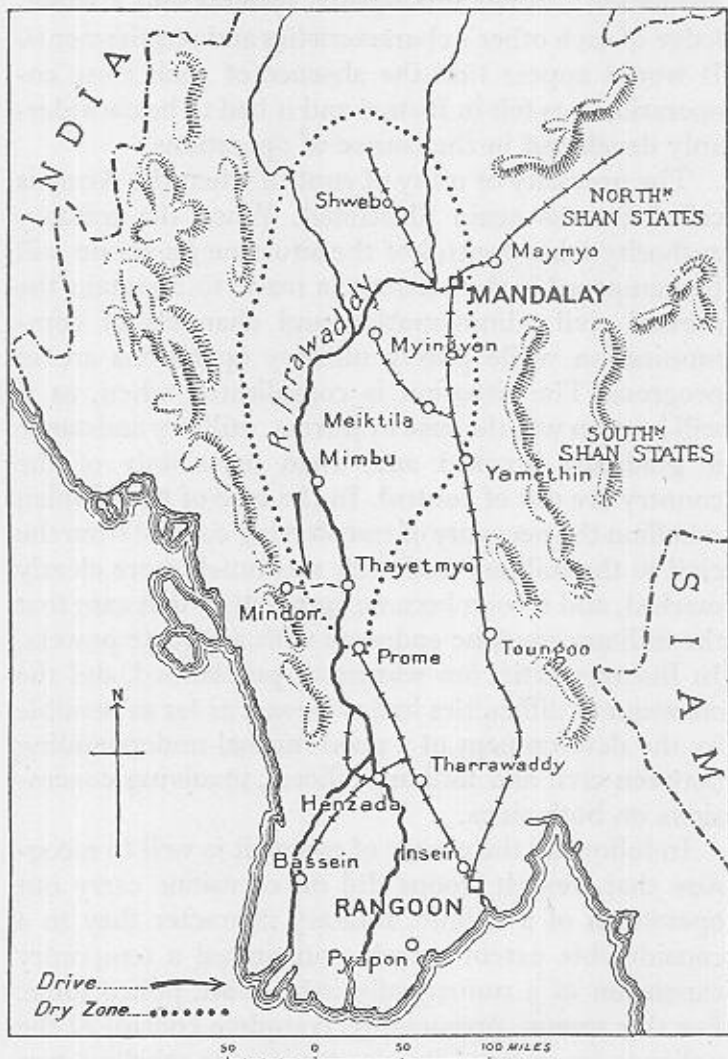 INDIA
Shwebo
NORTHⁿ
SHAN STATES
Maymyo
MANDALAY
R. Irrawaddy
Myingyan
Meiktila
SOUTHⁿ
SHAN STATES
Mimbu
Yamethin
Thayetmyo
Mindon
SIAM
Prome
Toungoo
N
Tharrawaddy
Henzada
Bassein
Insein
RANGOON
Pyapon
Drive
Dry Zone
50 0 50 100 MILES